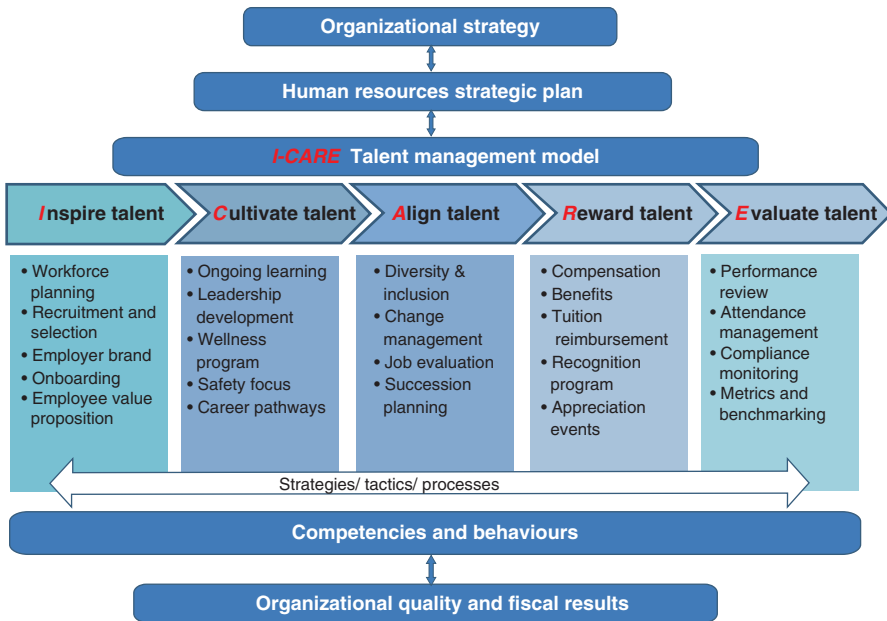 Organizational strategy
Human resources strategic plan
I-CARE Talent management model
Inspire talent
Cultivate talent
Align talent
Reward talent
Evaluate talent
• Workforce
planning
• Recruitment and
selection
• Employer brand
• Onboarding
• Employee value
proposition
• Ongoing learning
• Leadership
development
• Wellness
program
• Safety focus
• Career pathways
• Diversity &
inclusion
• Change
management
• Job evaluation
• Succession
planning
• Compensation
• Benefits
• Tuition
reimbursement
• Recognition
program
• Appreciation
events
• Performance
review
• Attendance
management
• Compliance
monitoring
• Metrics and
benchmarking
Strategies/ tactics/ processes
Competencies and behaviours
Organizational quality and fiscal results